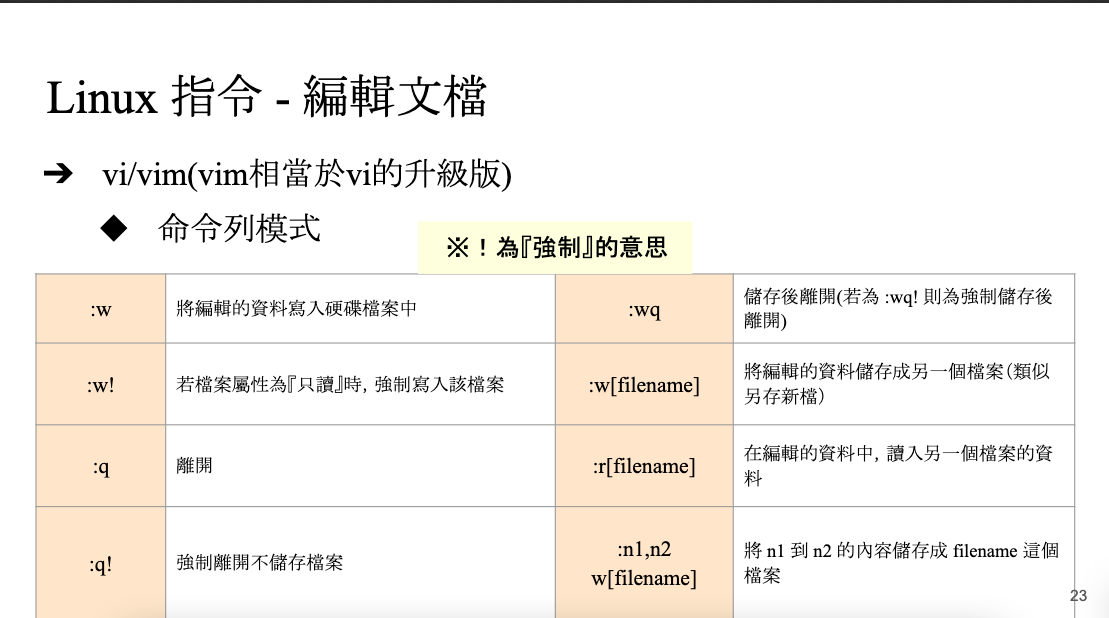 Linux 指令 - 編輯文檔
➔ vi/vim(vim相當於vi的升級版)
◆ 命令列模式
※！為『強制』的意思
:w
將編輯的資料寫入硬碟檔案中
:wq
儲存後離開(若為 :wq! 則為強制儲存後
離開)
:w!
若檔案屬性為『只讀』時, 強制寫入該檔案
:w[filename]
將編輯的資料儲存成另一個檔案（類似
另存新檔）
:q
離開
:r[filename]
在編輯的資料中, 讀入另一個檔案的資
料
:q!
強制離開不儲存檔案
:n1,n2
w[filename]
將 n1 到 n2 的內容儲存成 filename 這個
檔案
23